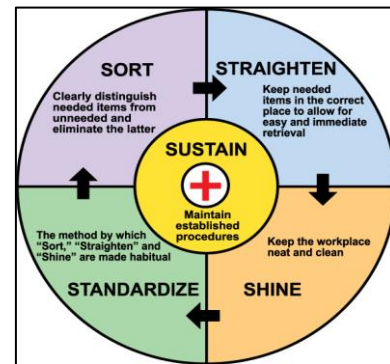 SORT
Clearly distinguish
needed items from
unneeded and
eliminate the latter
STRAIGHTEN
Keep needed
items in the correct
place to allow for
easy and immediate
retrieval
SUSTAIN
Maintain
established
procedures
The method by which
“Sort,” “Straighten” and
“Shine” are made habitual
STANDARDIZE
Keep the workplace
neat and clean
SHINE